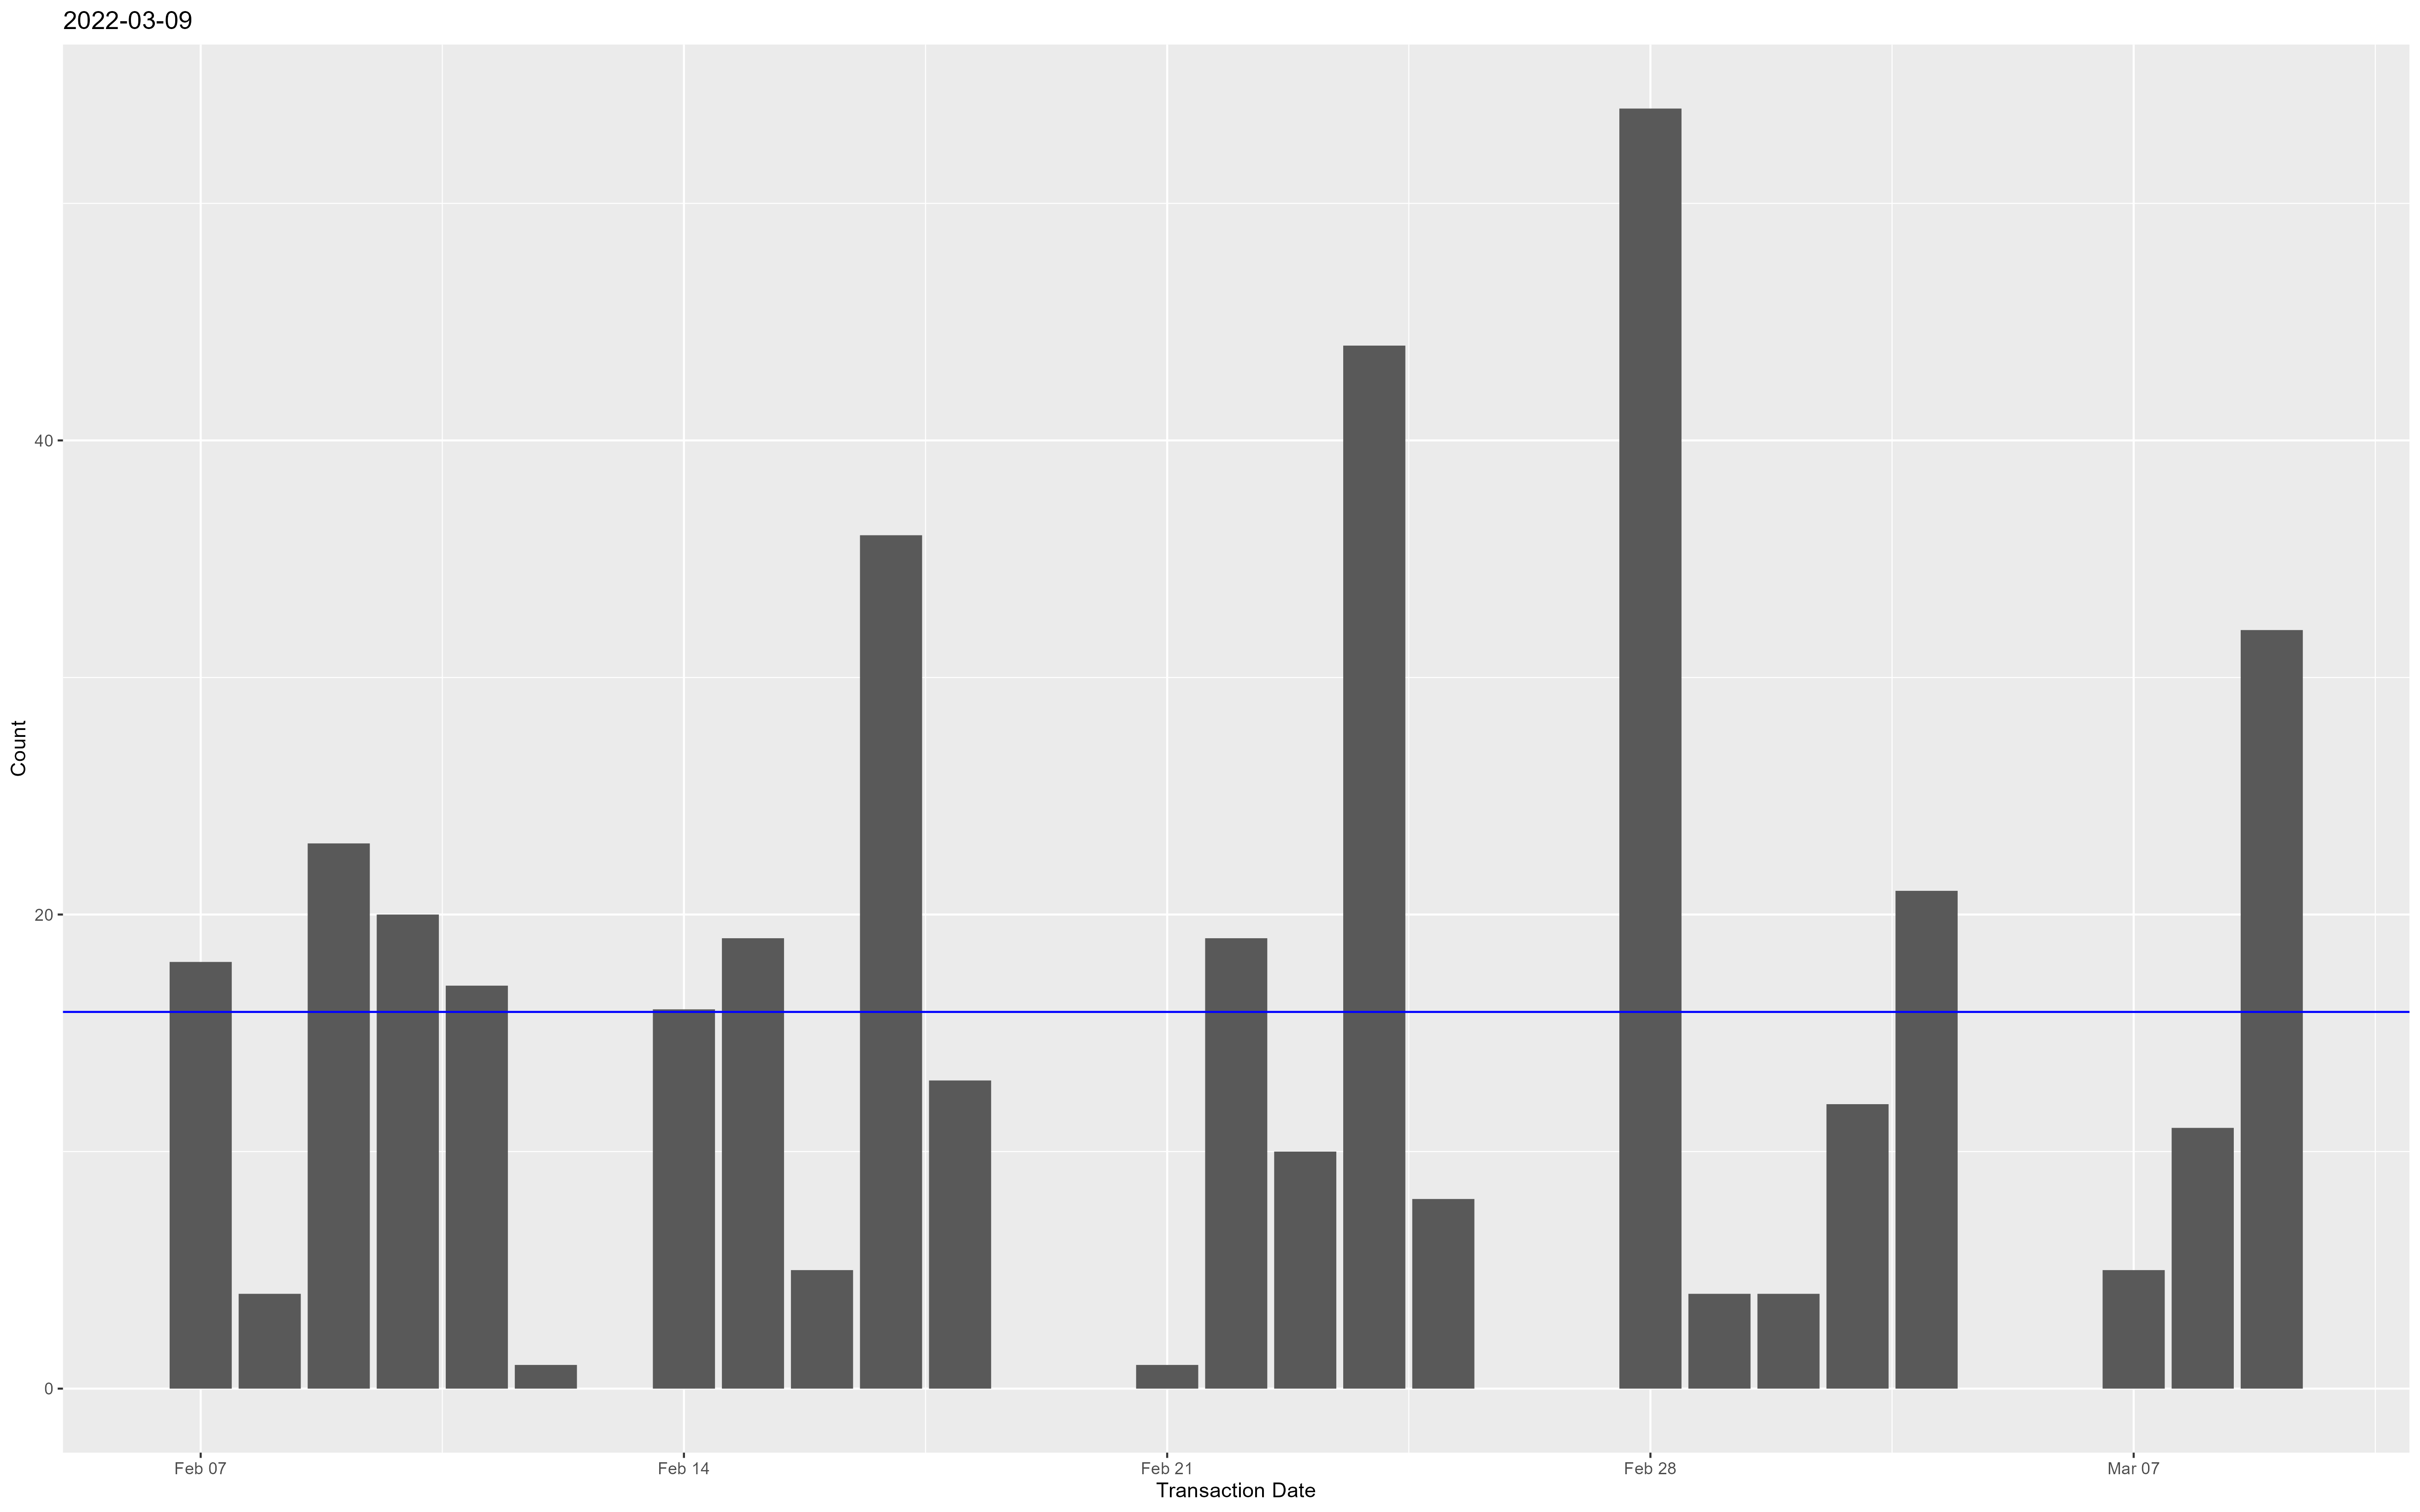 2022-03-09
Count
40
20
0
Feb 07
Feb 14
Feb 21
Feb 28
Mar 07
Transaction Date